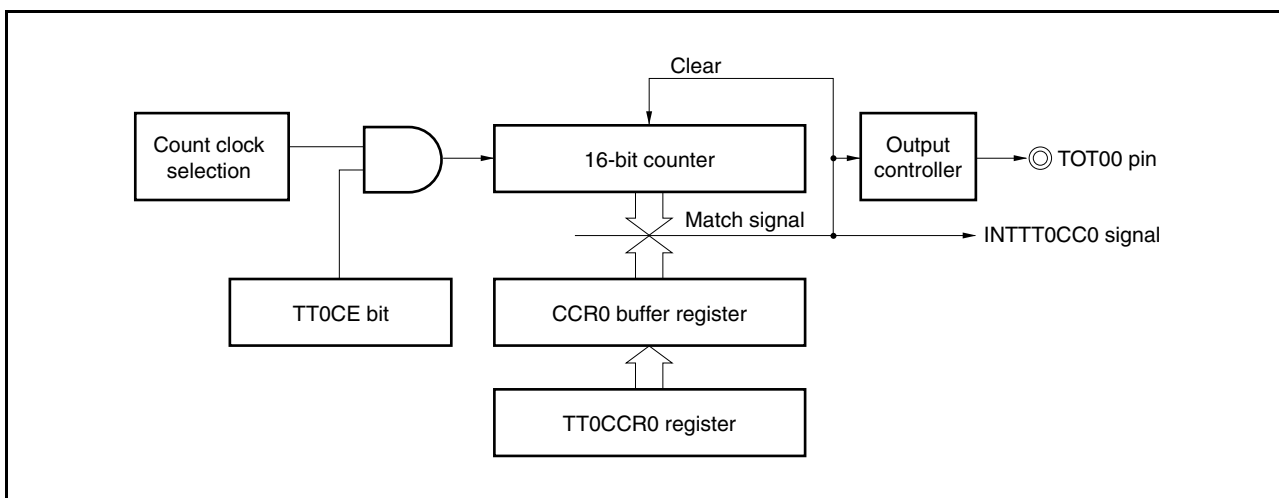 Clear
Count clock
selection
16-bit counter
Output
controller
TOT00 pin
Match signal
INTTT0CC0 signal
TT0CE bit
CCR0 buffer register
TT0CCR0 register